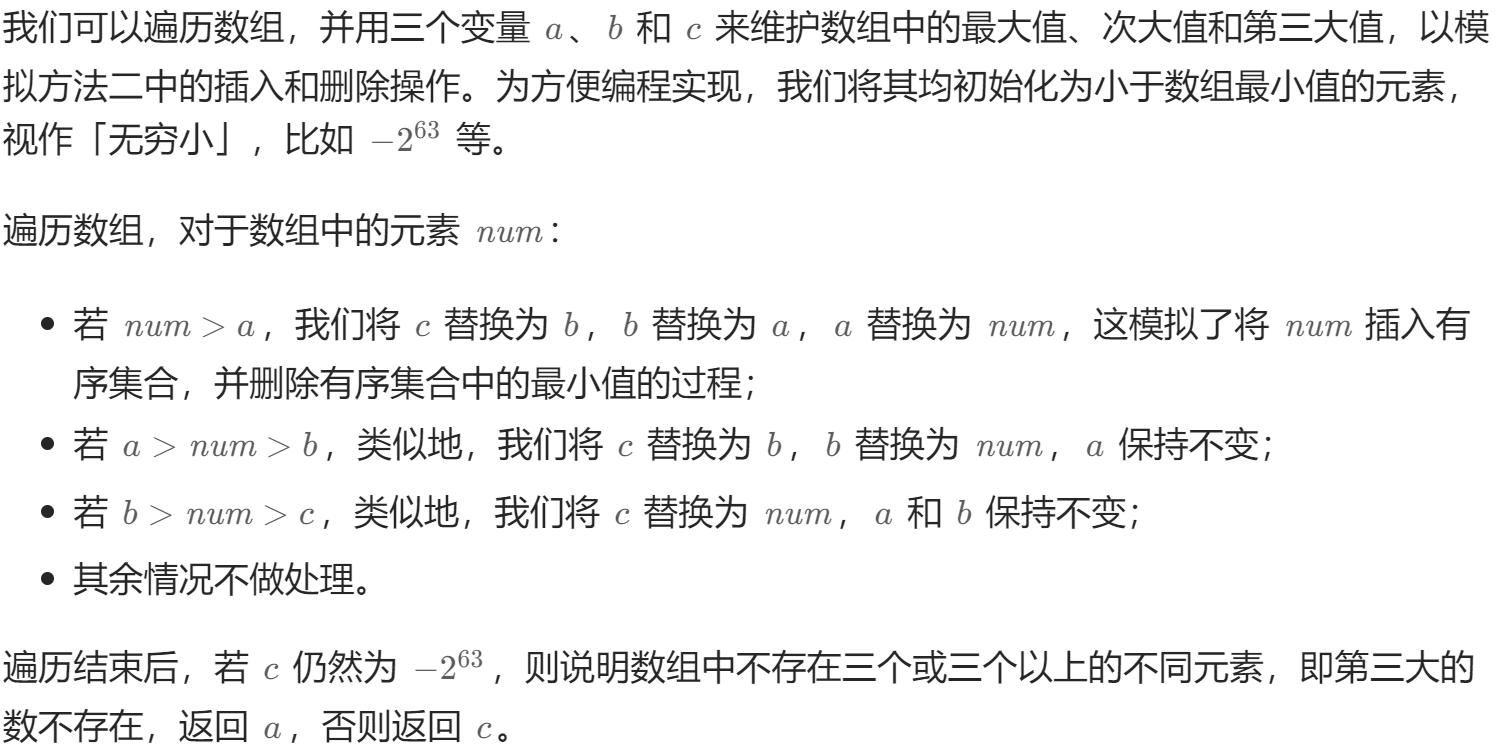 我们可以遍历数组，并用三个变量 a、b 和 c 来维护数组中的最大值、次大值和第三大值，以模
拟方法二中的插入和删除操作。为方便编程实现，我们将其均初始化为小于数组最小值的元素，
视作「无穷小」，比如 −2^63 等。
遍历数组，对于数组中的元素 num：
• 若 num > a，我们将 c 替换为 b，b 替换为 a，a 替换为 num，这模拟了将 num 插入有
序集合，并删除有序集合中的最小值的过程；
• 若 a > num > b，类似地，我们将 c 替换为 b，b 替换为 num，a 保持不变；
• 若 b > num > c，类似地，我们将 c 替换为 num，a 和 b 保持不变；
• 其余情况不做处理。
遍历结束后，若 c 仍然为 −2^63，则说明数组中不存在三个或三个以上的不同元素，即第三大的
数不存在，返回 a，否则返回 c。